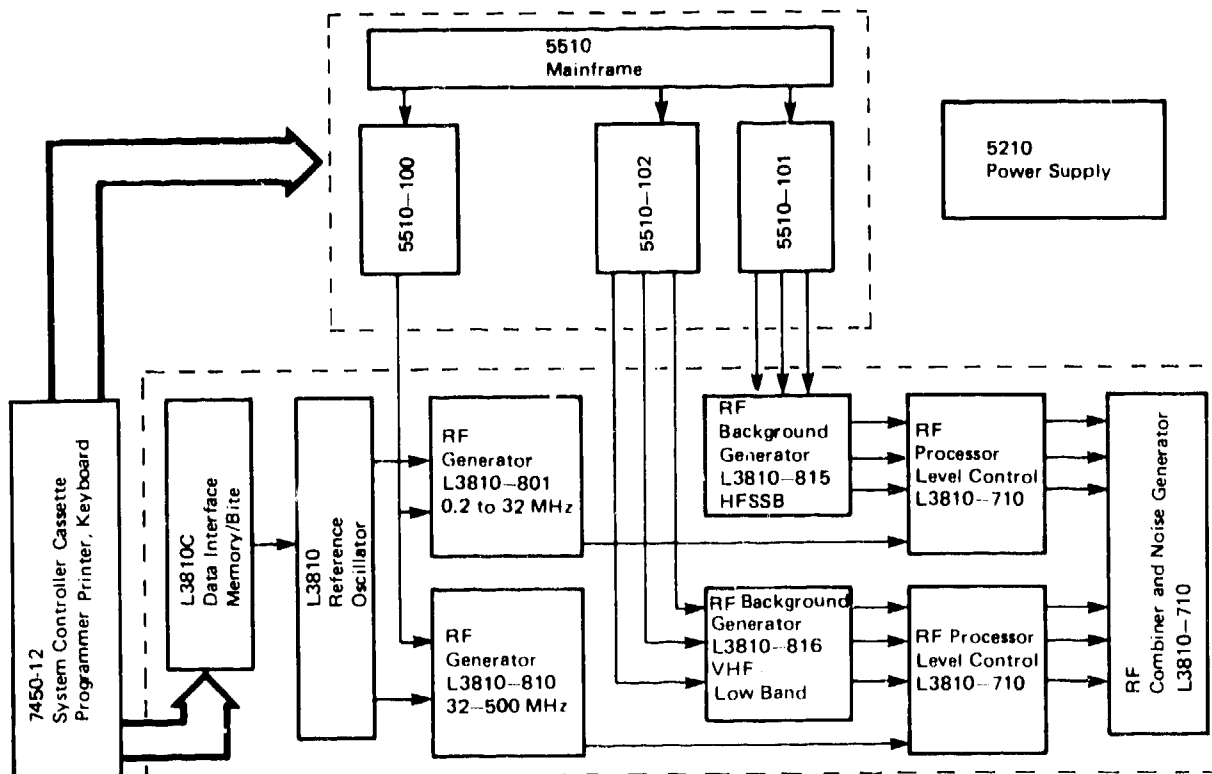 5510
Mainframe
5510-100
5510-102
5510-101
5210
Power Supply
7450-12
System Controller Cassette
Programmer Printer, Keyboard
L3810C
Data Interface
Memory/Bite
L3810
Reference
Oscillator
RF
Generator
L3810-801
0.2 to 32 MHz
RF
Generator
L3810-810
32-500 MHz
RF
Background
Generator
L3810-815
HFSSB
RF Background
Generator
L3810-816
VHF
Low Band
RF
Processor
Level Control
L3810-710
RF Processor
Level Control
L3810-710
RF
Combiner and Noise Generator
L3810-710